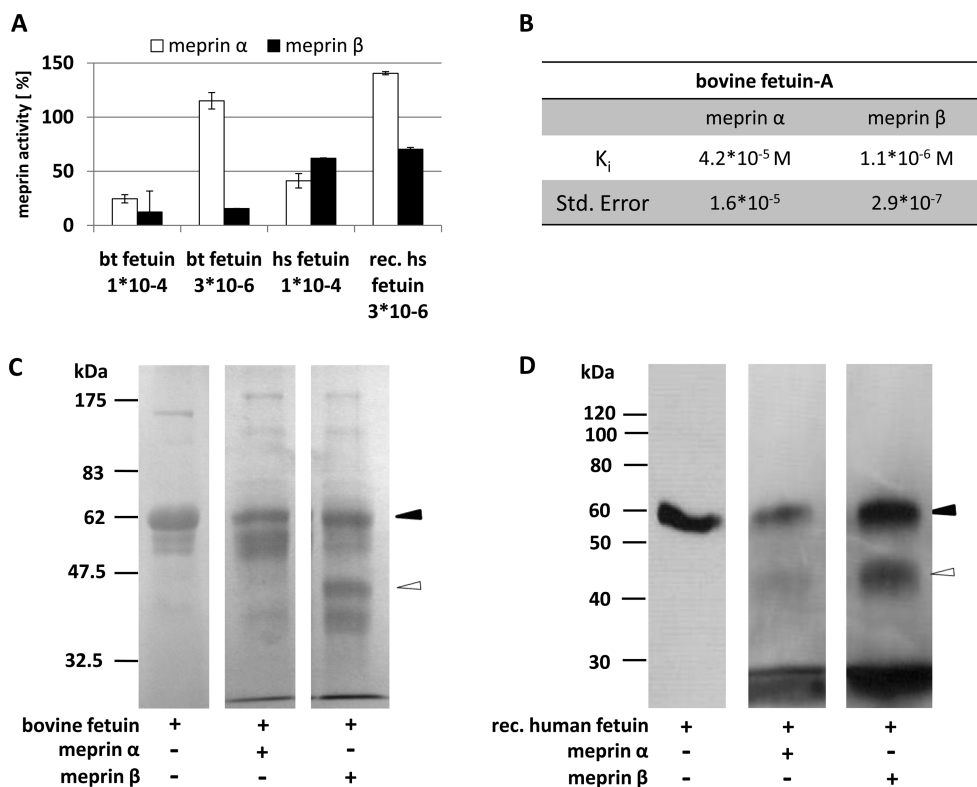 A
meprin α meprin β
150
100
50
0
meprin activity [ %]
bt fetuin
1*10-4
bt fetuin
3*10-6
hs fetuin
1*10-4
rec. hs
fetuin
3*10-6
B
bovine fetuin-A
meprin α meprin β
Ki 4.2*10-5 M 1.1*10-6 M
Std. Error 1.6*10-5 2.9*10-7
C
kDa
175
83
62
47.5
32.5
bovine fetuin + + +
meprin α - + -
meprin β - - +
D
kDa
120
100
80
60
50
40
30
rec. human fetuin + + +
meprin α - + -
meprin β - - +